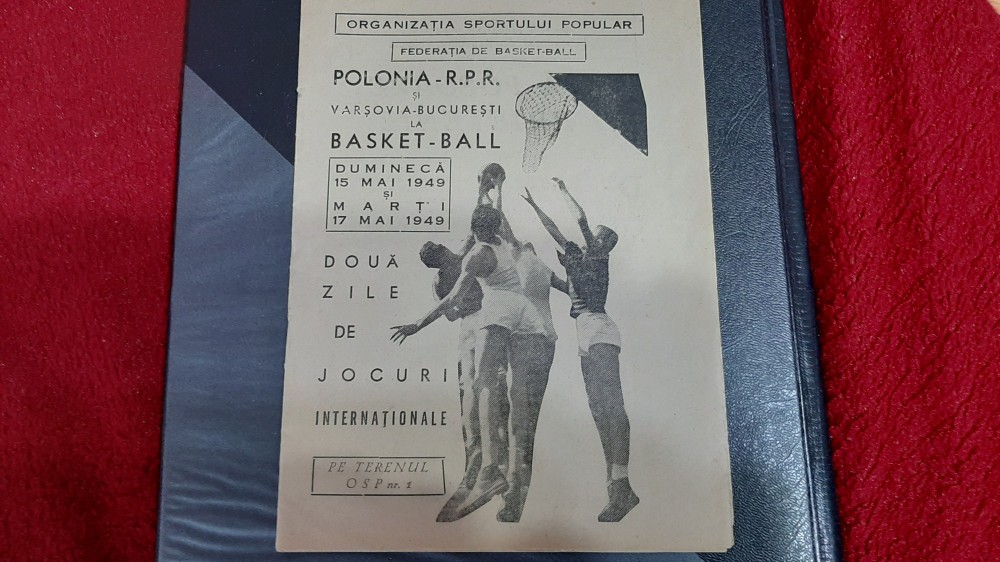 ORGANIZAȚIA SPORTULUI POPULAR
FEDERAȚIA DE BASKET-BALL
POLONIA-R.P.R.
ȘI
VARȘOVIA-BUCUREȘTI
LA
BASKET-BALL
DUMINECĂ
15 MAI 1949
ȘI
MARȚI
17 MAI 1949
DOUĂ
ZILE
DE
JOCURI
INTERNAȚIONALE
PE TERENUL
OSP nr. 1